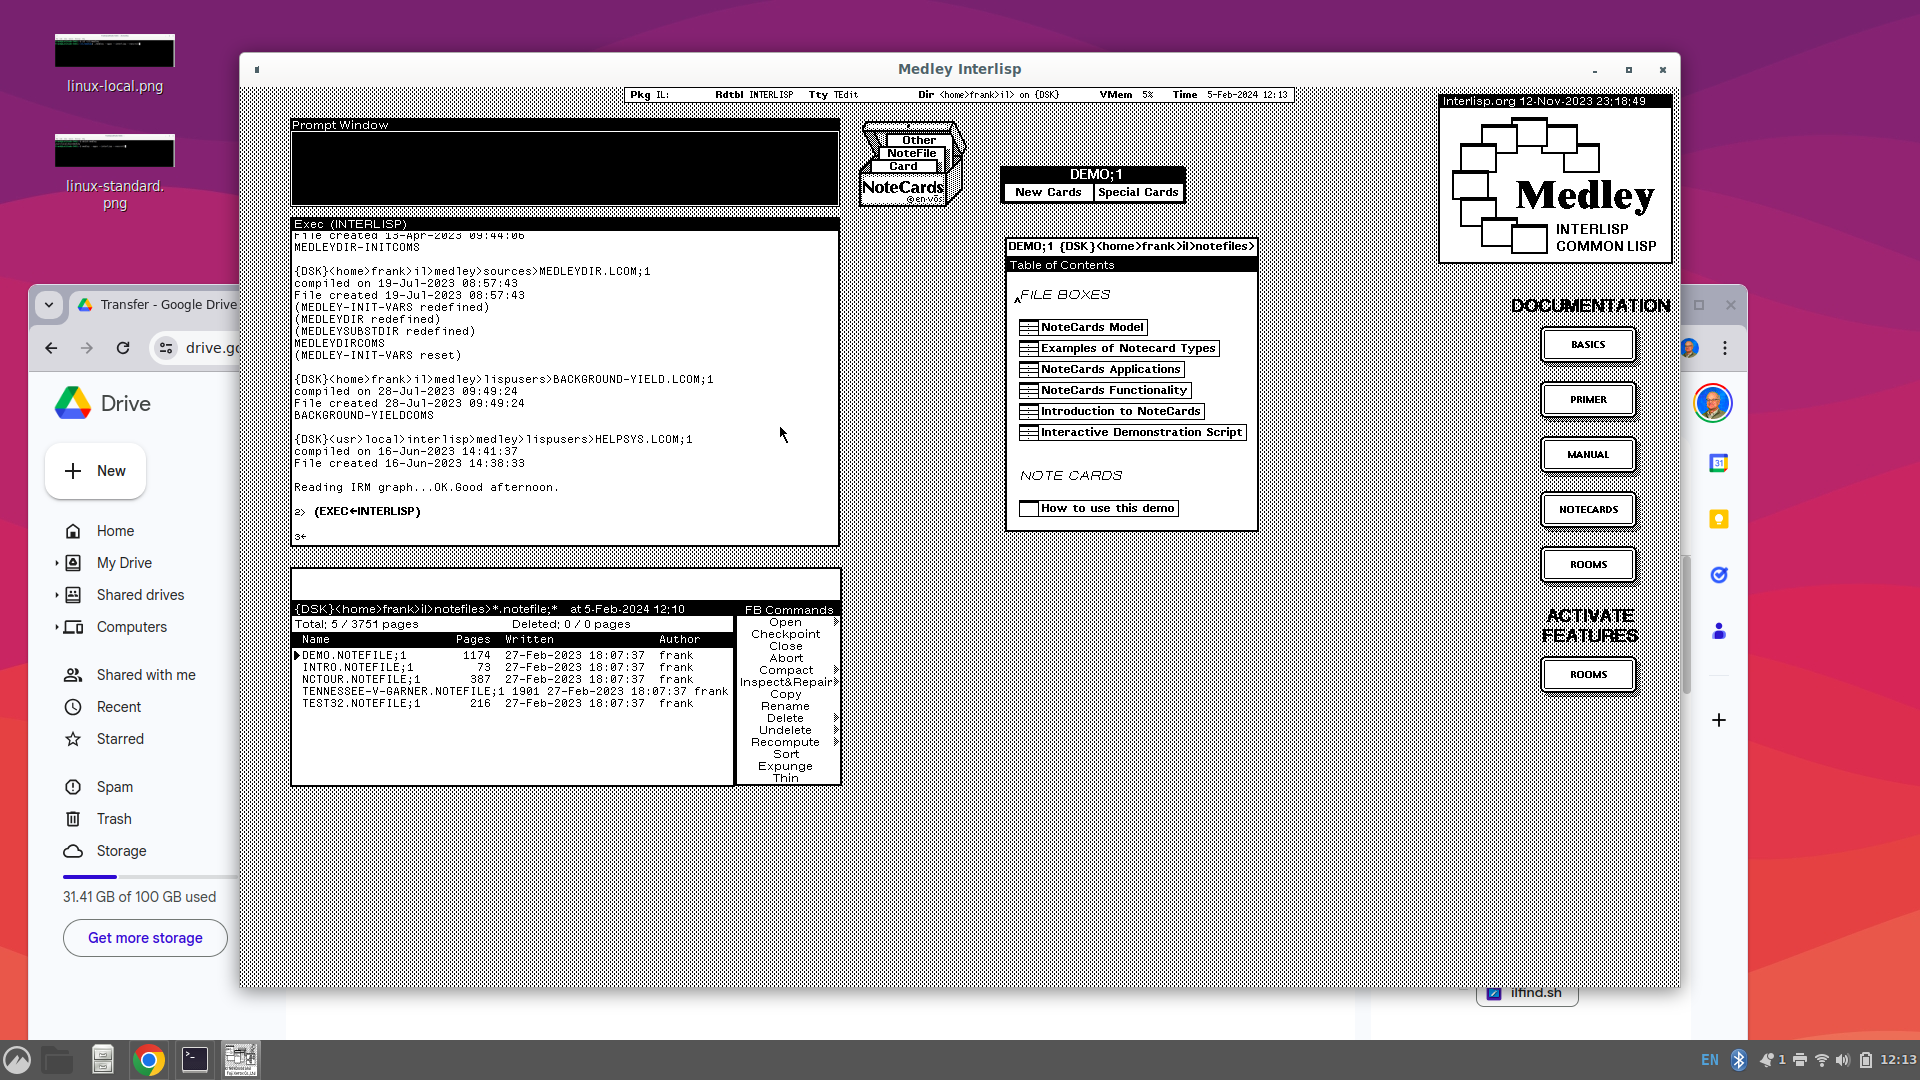 linux-local.png
linux-standard.
png
Medley Interlisp
Pkg IL: Rdtbl INTERLISP Tty TEdit Dir <home>frank>il> on {DSK} VMem 5% Time 5-Feb-2024 12:13
Prompt Window
Other
NoteFile
Card
NoteCards
©en·vōs
DEMO;1
New Cards Special Cards
Interlisp.org 12-Nov-2023 23;18;49
Medley
INTERLISP
COMMON LISP
Exec (INTERLISP)
File created 13-Apr-2023 09:44:06
MEDLEYDIR-INITCOMS
{DSK}<home>frank>il>medley>sources>MEDLEYDIR.LCOM;1
compiled on 19-Jul-2023 08:57:43
File created 19-Jul-2023 08:57:43
(MEDLEY-INIT-VARS redefined)
(MEDLEYDIR redefined)
(MEDLEYSUBSTDIR redefined)
MEDLEYDIRCOMS
(MEDLEY-INIT-VARS reset)
{DSK}<home>frank>il>medley>lispusers>BACKGROUND-YIELD.LCOM;1
compiled on 28-Jul-2023 09:49:24
File created 28-Jul-2023 09:49:24
BACKGROUND-YIELDCOMS
{DSK}<usr>local>interlisp>medley>lispusers>HELPSYS.LCOM;1
compiled on 16-Jun-2023 14:41:37
File created 16-Jun-2023 14:38:33
Reading IRM graph...OK.Good afternoon.
2> (EXEC←INTERLISP)
3←
DEMO;1 {DSK}<home>frank>il>notefiles>
Table of Contents
FILE BOXES
NoteCards Model
Examples of Notecard Types
NoteCards Applications
NoteCards Functionality
Introduction to NoteCards
Interactive Demonstration Script
NOTE CARDS
How to use this demo
DOCUMENTATION
BASICS
PRIMER
MANUAL
NOTECARDS
ROOMS
ACTIVATE
FEATURES
ROOMS
{DSK}<home>frank>il>notefiles>*.notefile;* at 5-Feb-2024 12;10
Total; 5 / 3751 pages Deleted; 0 / 0 pages
Name Pages Written Author
DEMO.NOTEFILE;1 1174 27-Feb-2023 18:07:37 frank
INTRO.NOTEFILE;1 73 27-Feb-2023 18:07:37 frank
NCTOUR.NOTEFILE;1 387 27-Feb-2023 18:07:37 frank
TENNESSEE-V-GARNER.NOTEFILE;1 1901 27-Feb-2023 18:07:37 frank
TEST32.NOTEFILE;1 216 27-Feb-2023 18:07:37 frank
FB Commands
Open
Checkpoint
Close
Abort
Compact
Inspect&Repair
Copy
Rename
Delete
Undelete
Recompute
Sort
Expunge
Thin
Transfer - Google Drive
drive.go
Drive
New
Home
My Drive
Shared drives
Computers
Shared with me
Recent
Starred
Spam
Trash
Storage
31.41 GB of 100 GB used
Get more storage
31
ilfind.sh
EN 1 12:13